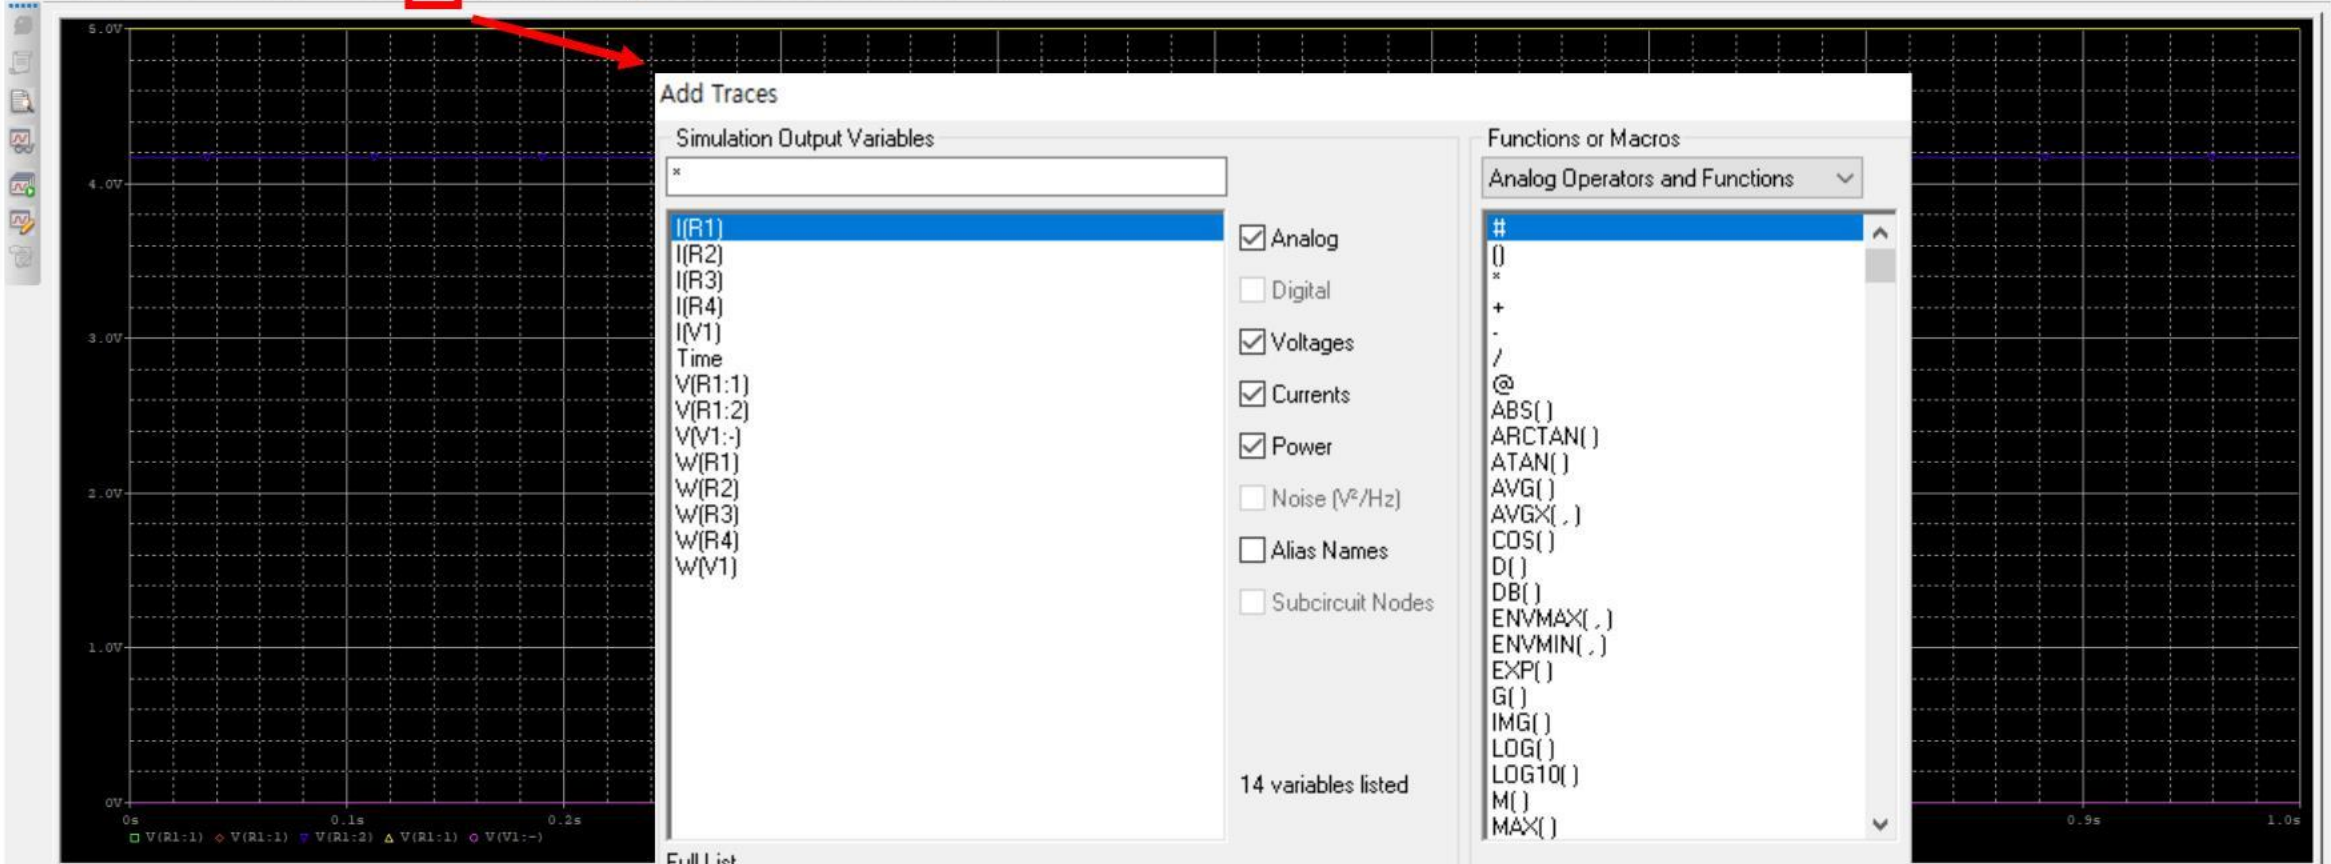 5.0V
Add Traces
Simulation Output Variables
Functions or Macros
*
Analog Operators and Functions
4.0V
3.0V
2.0V
1.0V
0V
I(R1)
I(R2)
I(R3)
I(R4)
I(V1)
Time
V(R1:1)
V(R1:2)
V(V1:-)
W(R1)
W(R2)
W(R3)
W(R4)
W(V1)
Analog
Digital
Voltages
Currents
Power
Noise (V²/Hz)
Alias Names
Subcircuit Nodes
14 variables listed
#
()
*
+
-
/
@
ABS( )
ARCTAN( )
ATAN( )
AVG( )
AVGX( , )
COS( )
D( )
DB( )
ENVMAX( , )
ENVMIN( , )
EXP( )
G( )
IMG( )
LOG( )
LOG10( )
M( )
MAX( )
0s 0.1s 0.2s 0.9s 1.0s
V(R1:1) V(R1:1) V(R1:2) V(R1:1) V(V1:-)
Full List